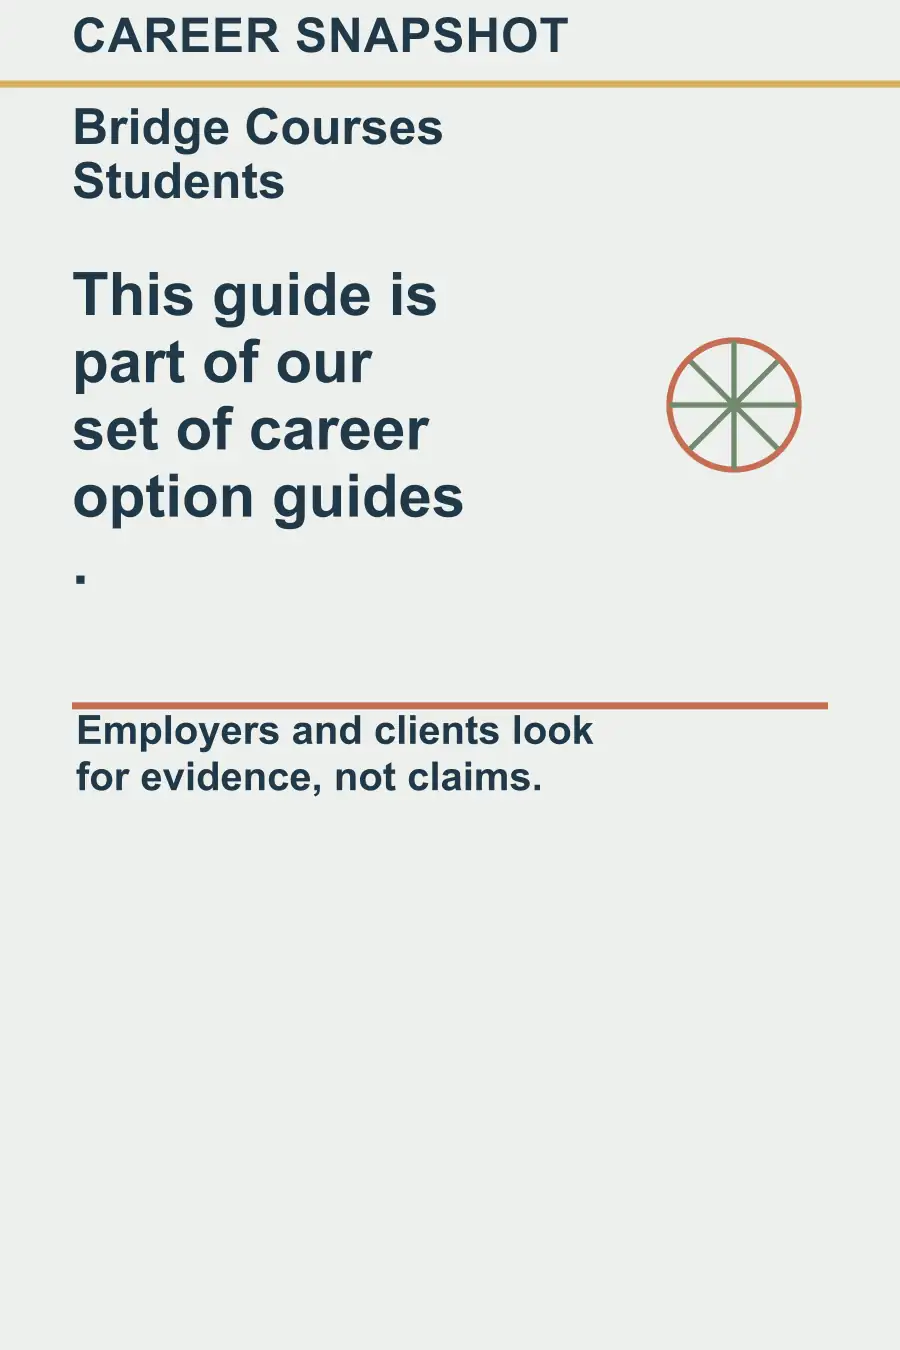 CAREER SNAPSHOT
Bridge Courses
Students
This guide is
part of our
set of career
option guides
.
Employers and clients look
for evidence, not claims.